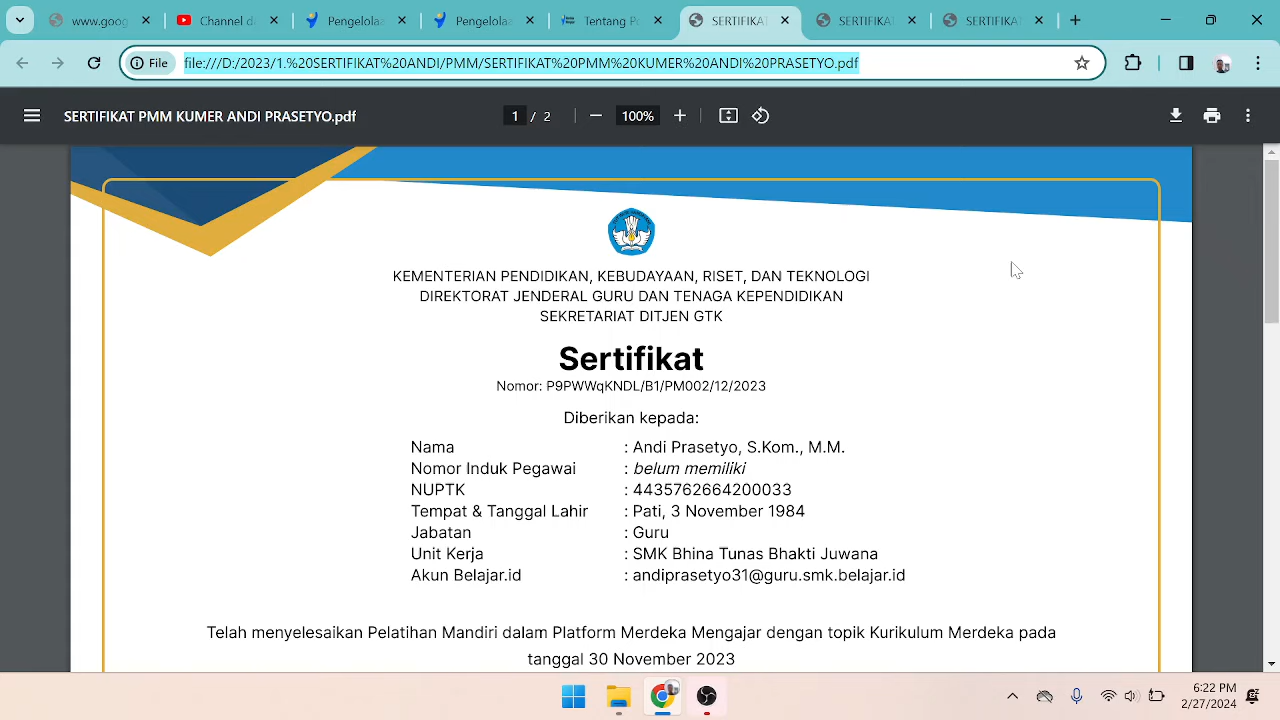 www.goog
Channel d
Pengelola
Pengelola
Tentang P
SERTIFIKA
SERTIFIKA
SERTIFIKA
File
file:///D:/2023/1.%20SERTIFIKAT%20ANDI/PMM/SERTIFIKAT%20PMM%20KUMER%20ANDI%20PRASETYO.pdf
SERTIFIKAT PMM KUMER ANDI PRASETYO.pdf
1 / 2
100%
KEMENTERIAN PENDIDIKAN, KEBUDAYAAN, RISET, DAN TEKNOLOGI
DIREKTORAT JENDERAL GURU DAN TENAGA KEPENDIDIKAN
SEKRETARIAT DITJEN GTK
Sertifikat
Nomor: P9PWWqKNDL/B1/PM002/12/2023
Diberikan kepada:
Nama : Andi Prasetyo, S.Kom., M.M.
Nomor Induk Pegawai : belum memiliki
NUPTK : 4435762664200033
Tempat & Tanggal Lahir : Pati, 3 November 1984
Jabatan : Guru
Unit Kerja : SMK Bhina Tunas Bhakti Juwana
Akun Belajar.id : andiprasetyo31@guru.smk.belajar.id
Telah menyelesaikan Pelatihan Mandiri dalam Platform Merdeka Mengajar dengan topik Kurikulum Merdeka pada
tanggal 30 November 2023
6:22 PM
2/27/2024